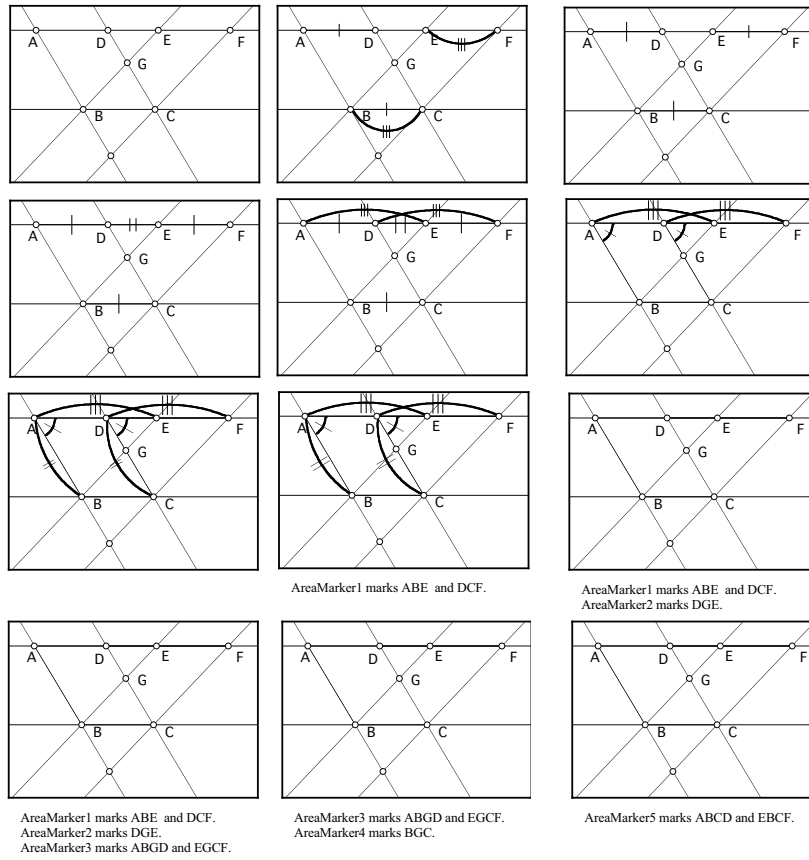 A D E F
G
B C
A D E F
G
B C
A D E F
G
B C
A D E F
G
B C
A D E F
G
B C
A D E F
G
B C
A D E F
G
B C
A D E F
G
B C
AreaMarker1 marks ABE and DCF.
A D E F
G
B C
AreaMarker1 marks ABE and DCF.
AreaMarker2 marks DGE.
A D E F
G
B C
AreaMarker1 marks ABE and DCF.
AreaMarker2 marks DGE.
AreaMarker3 marks ABGD and EGCF.
A D E F
G
B C
AreaMarker3 marks ABGD and EGCF.
AreaMarker4 marks BGC.
A D E F
G
B C
AreaMarker5 marks ABCD and EBCF.